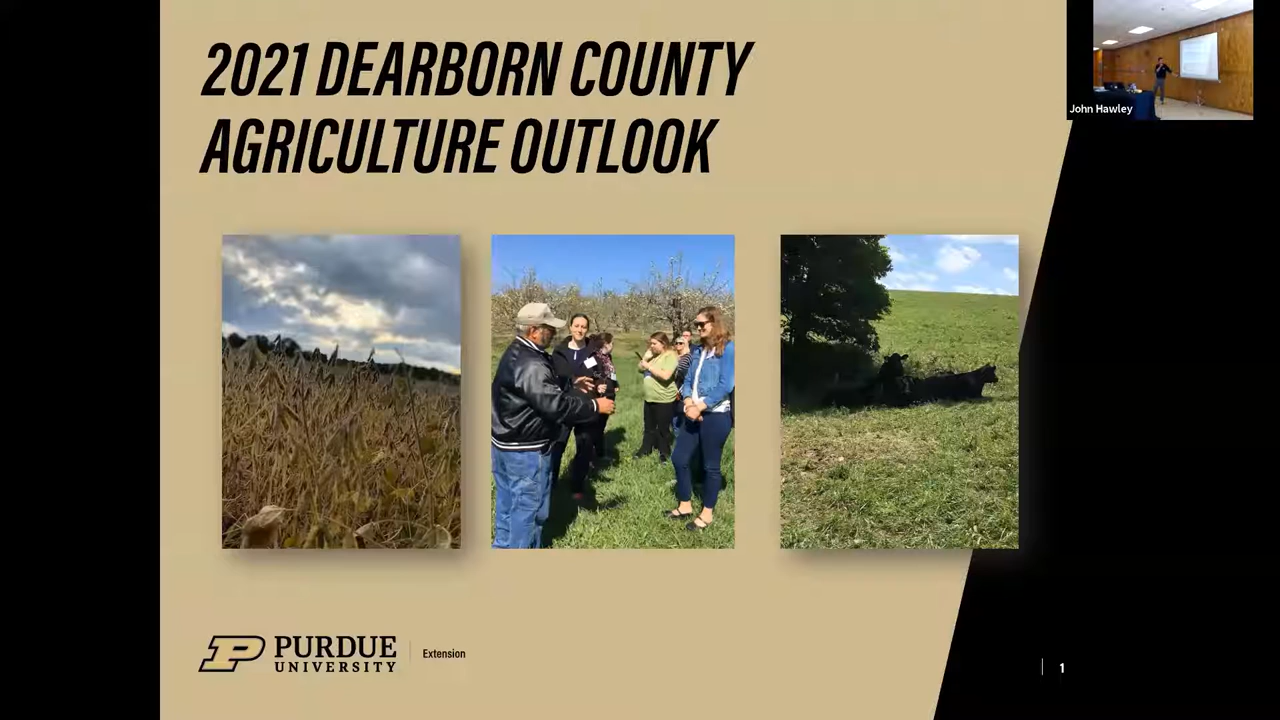 2021 DEARBORN COUNTY
AGRICULTURE OUTLOOK
John Hawley
P PURDUE
UNIVERSITY
Extension
1